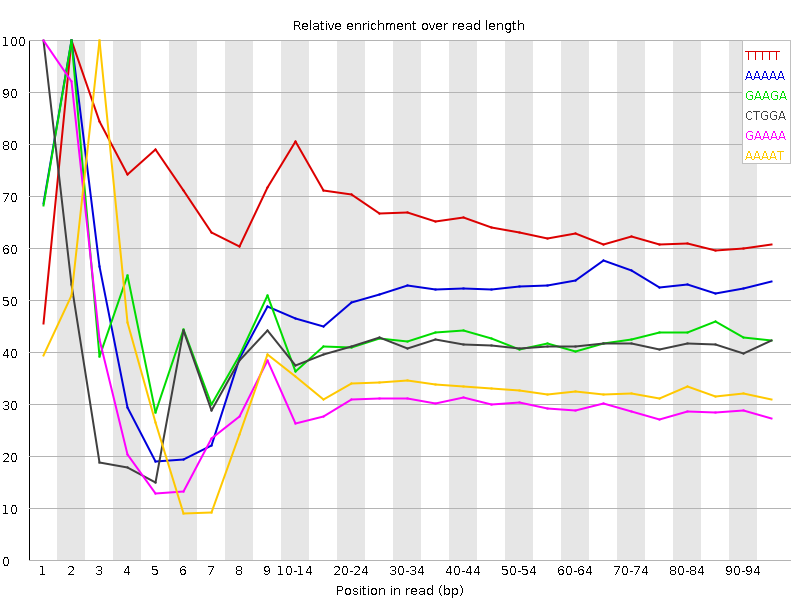 Relative enrichment over read length
100
90
80
70
60
50
40
30
20
10
0
TTTTT
AAAAA
GAAGA
CTGGA
GAAAA
AAAAT
1 2 3 4 5 6 7 8 9 10-14 20-24 30-34 40-44 50-54 60-64 70-74 80-84 90-94
Position in read (bp)